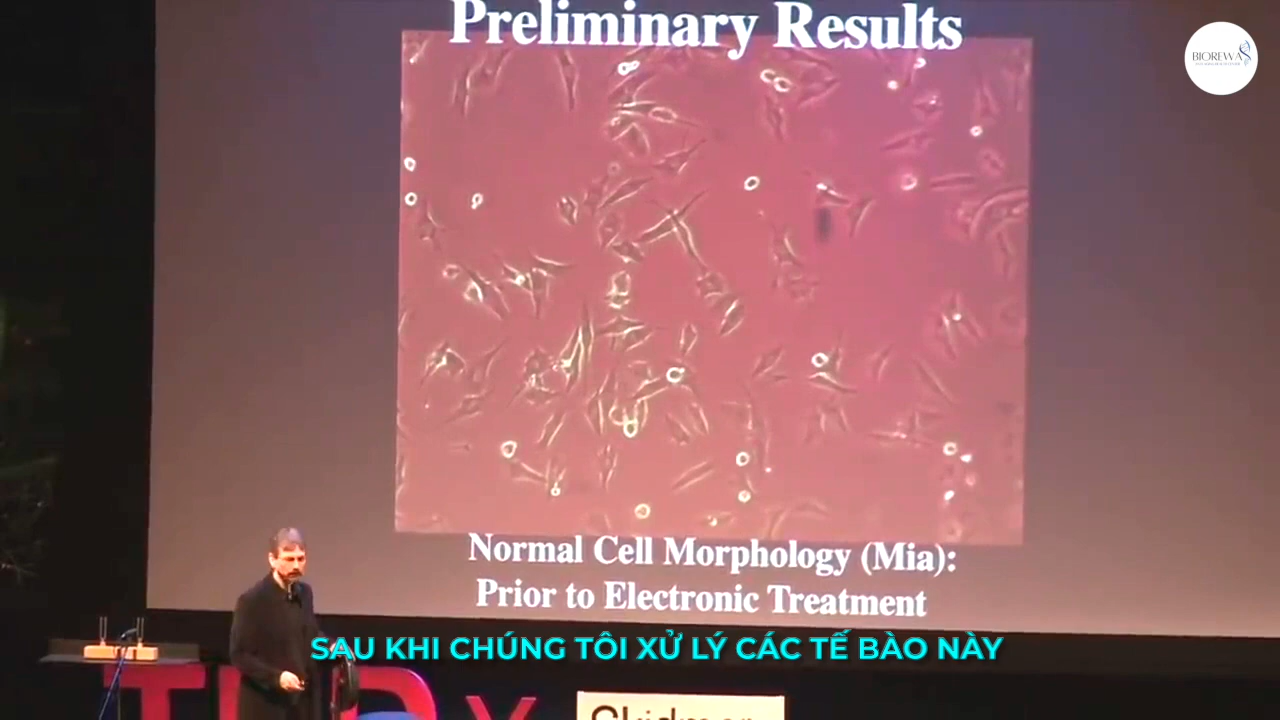 Preliminary Results
BIOREWA
Normal Cell Morphology (Mia):
Prior to Electronic Treatment
SAU KHI CHÚNG TÔI XỬ LÝ CÁC TẾ BÀO NÀY
TEDx